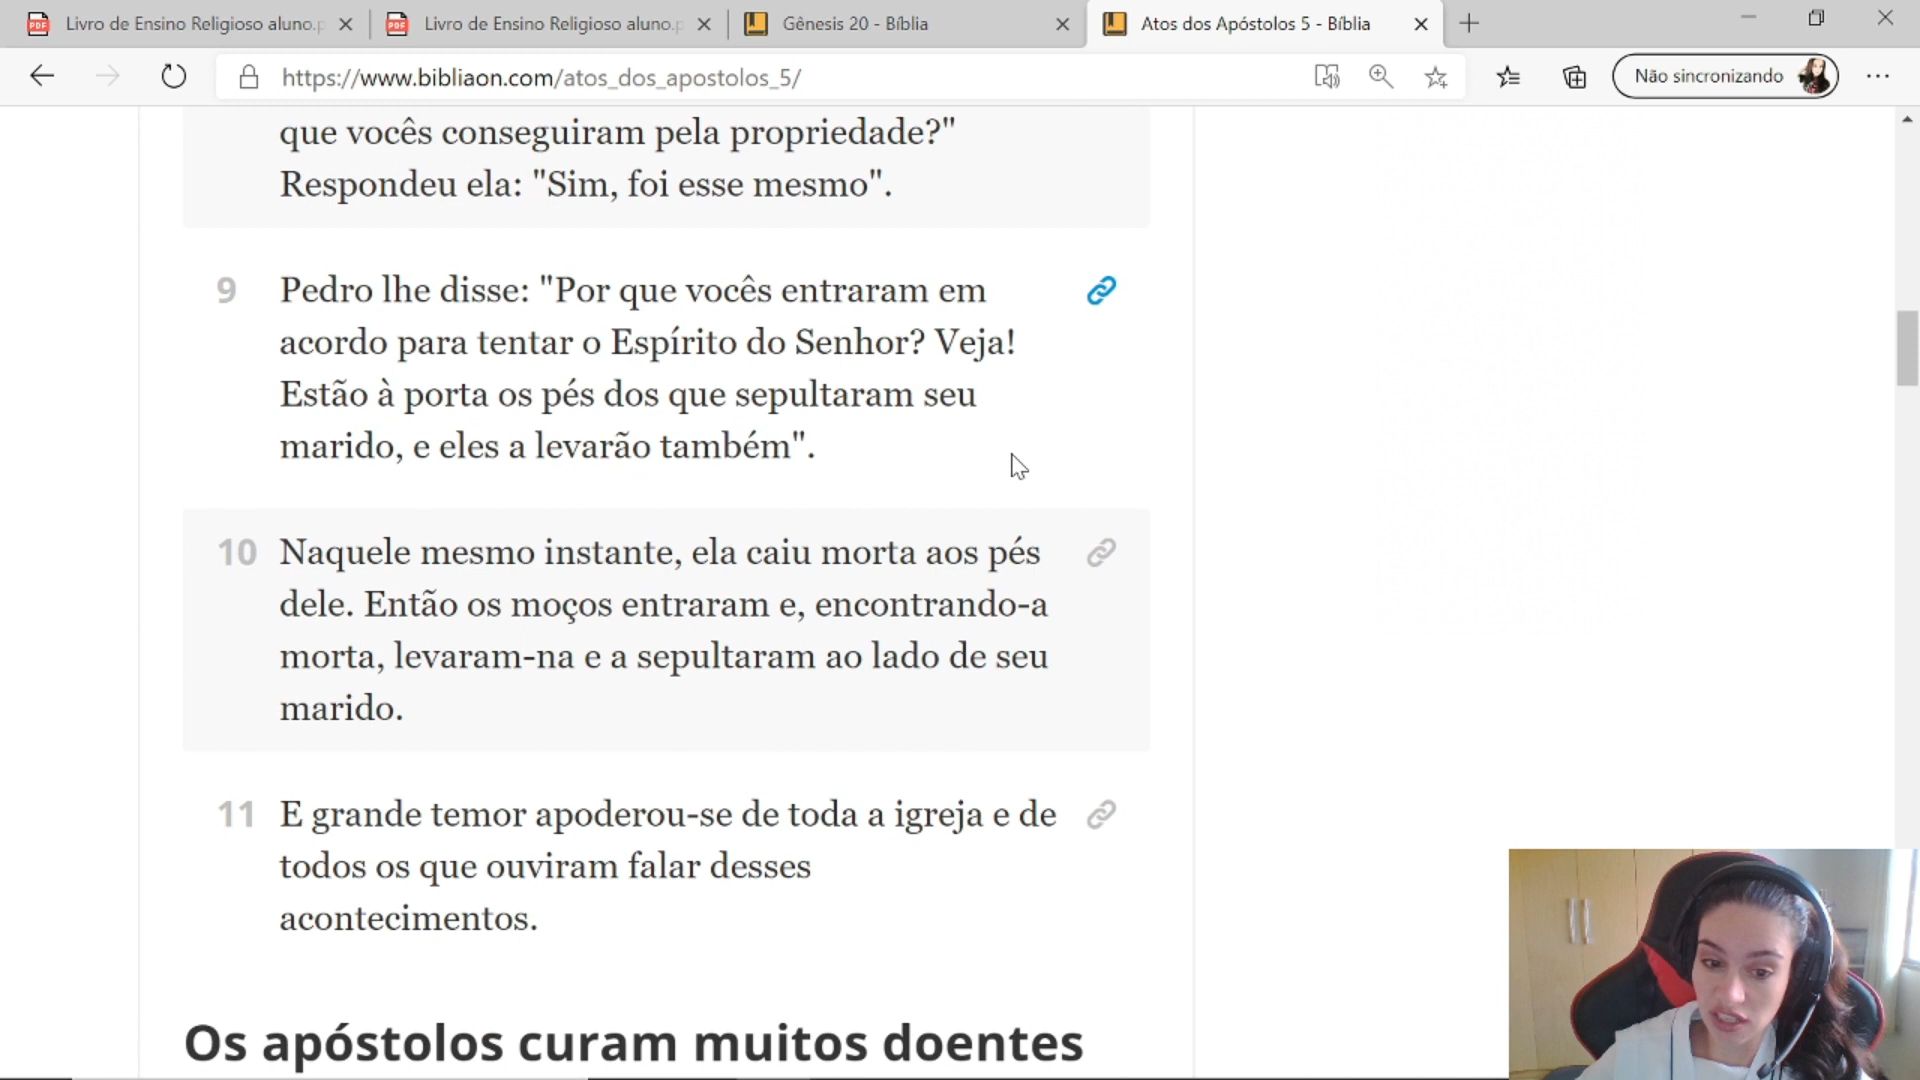 Livro de Ensino Religioso aluno.p
Livro de Ensino Religioso aluno.p
Gênesis 20 - Bíblia
Atos dos Apóstolos 5 - Bíblia
https://www.bibliaon.com/atos_dos_apostolos_5/
Não sincronizando
que vocês conseguiram pela propriedade?"
Respondeu ela: "Sim, foi esse mesmo".
9 Pedro lhe disse: "Por que vocês entraram em
acordo para tentar o Espírito do Senhor? Veja!
Estão à porta os pés dos que sepultaram seu
marido, e eles a levarão também".
10 Naquele mesmo instante, ela caiu morta aos pés
dele. Então os moços entraram e, encontrando-a
morta, levaram-na e a sepultaram ao lado de seu
marido.
11 E grande temor apoderou-se de toda a igreja e de
todos os que ouviram falar desses
acontecimentos.
Os apóstolos curam muitos doentes